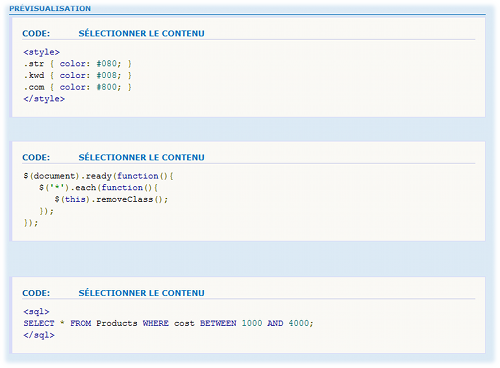 PRÉVISUALISATION
CODE: SÉLECTIONNER LE CONTENU
<style>
.str { color: #080; }
.kwd { color: #008; }
.com { color: #800; }
</style>
CODE: SÉLECTIONNER LE CONTENU
$(document).ready(function(){
$('*').each(function(){
$(this).removeClass();
});
});
CODE: SÉLECTIONNER LE CONTENU
<sql>
SELECT * FROM Products WHERE cost BETWEEN 1000 AND 4000;
</sql>